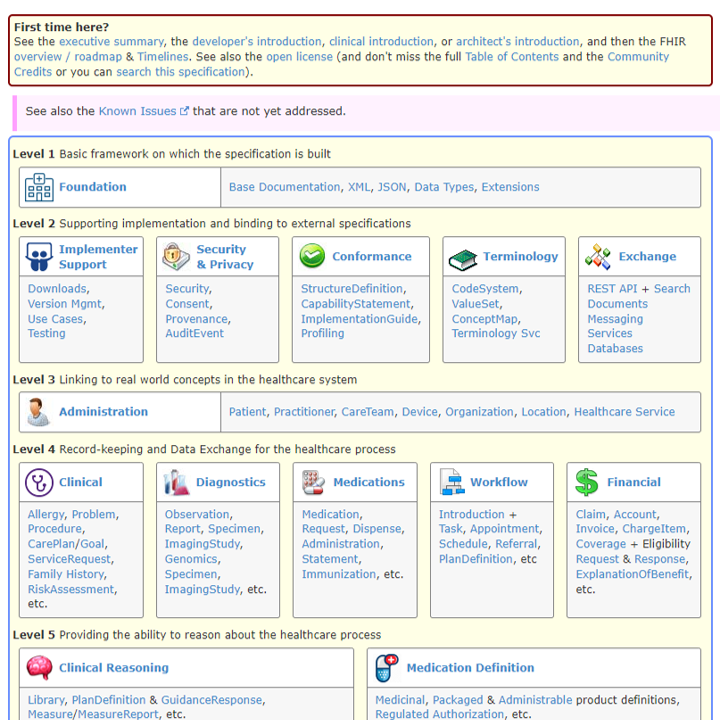 First time here?
See the executive summary, the developer's introduction, clinical introduction, or architect's introduction, and then the FHIR
overview / roadmap & Timelines. See also the open license (and don't miss the full Table of Contents and the Community
Credits or you can search this specification).
See also the Known Issues that are not yet addressed.
Level 1 Basic framework on which the specification is built
Foundation
Base Documentation, XML, JSON, Data Types, Extensions
Level 2 Supporting implementation and binding to external specifications
Implementer
Support
Downloads,
Version Mgmt,
Use Cases,
Testing
Security
& Privacy
Security,
Consent,
Provenance,
AuditEvent
Conformance
StructureDefinition,
CapabilityStatement,
ImplementationGuide,
Profiling
Terminology
CodeSystem,
ValueSet,
ConceptMap,
Terminology Svc
Exchange
REST API + Search
Documents
Messaging
Services
Databases
Level 3 Linking to real world concepts in the healthcare system
Administration
Patient, Practitioner, CareTeam, Device, Organization, Location, Healthcare Service
Level 4 Record-keeping and Data Exchange for the healthcare process
Clinical
Allergy, Problem,
Procedure,
CarePlan/Goal,
ServiceRequest,
Family History,
RiskAssessment,
etc.
Diagnostics
Observation,
Report, Specimen,
ImagingStudy,
Genomics,
Specimen,
ImagingStudy, etc.
Medications
Medication,
Request, Dispense,
Administration,
Statement,
Immunization, etc.
Workflow
Introduction +
Task, Appointment,
Schedule, Referral,
PlanDefinition, etc
Financial
Claim, Account,
Invoice, ChargeItem,
Coverage + Eligibility
Request & Response,
ExplanationOfBenefit,
etc.
Level 5 Providing the ability to reason about the healthcare process
Clinical Reasoning
Library, PlanDefinition & GuidanceResponse,
Measure/MeasureReport, etc.
Medication Definition
Medicinal, Packaged & Administrable product definitions,
Regulated Authorization, etc.